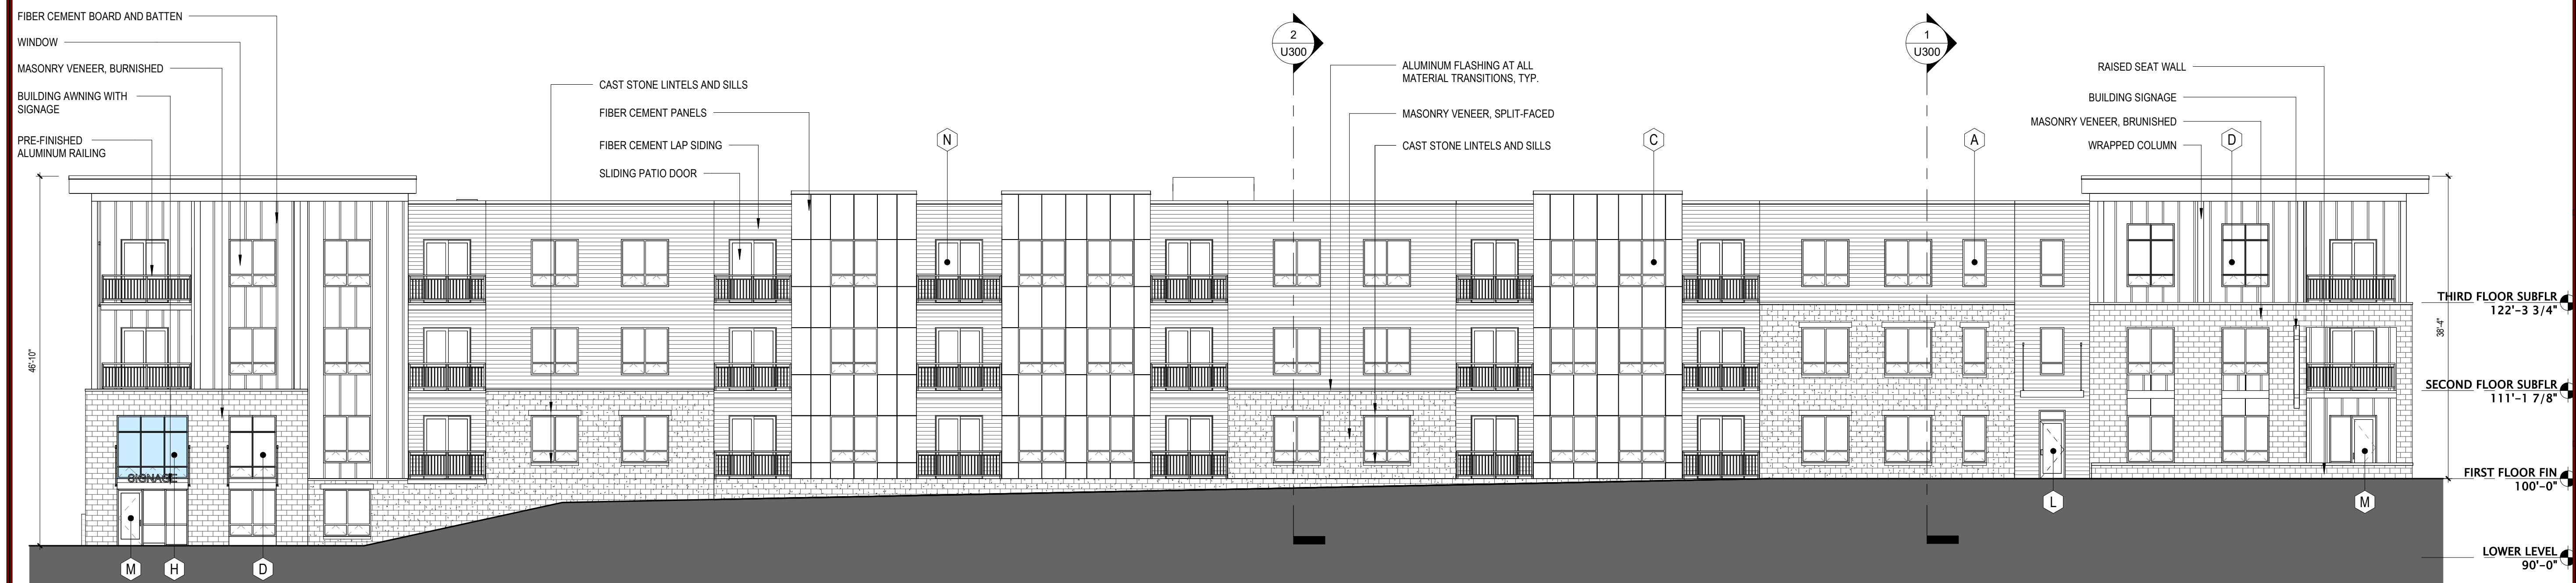 FIBER CEMENT BOARD AND BATTEN
WINDOW
MASONRY VENEER, BURNISHED
BUILDING AWNING WITH
SIGNAGE
PRE-FINISHED
ALUMINUM RAILING
CAST STONE LINTELS AND SILLS
FIBER CEMENT PANELS
FIBER CEMENT LAP SIDING
SLIDING PATIO DOOR
N
2
U300
ALUMINUM FLASHING AT ALL
MATERIAL TRANSITIONS, TYP.
MASONRY VENEER, SPLIT-FACED
CAST STONE LINTELS AND SILLS
C
1
U300
A
RAISED SEAT WALL
BUILDING SIGNAGE
MASONRY VENEER, BRUNISHED
WRAPPED COLUMN
D
46'-10"
38'-4"
THIRD FLOOR SUBFLR
122'-3 3/4"
SECOND FLOOR SUBFLR
111'-1 7/8"
FIRST FLOOR FIN
100'-0"
LOWER LEVEL
90'-0"
SIGNAGE
M
H
D
L
M